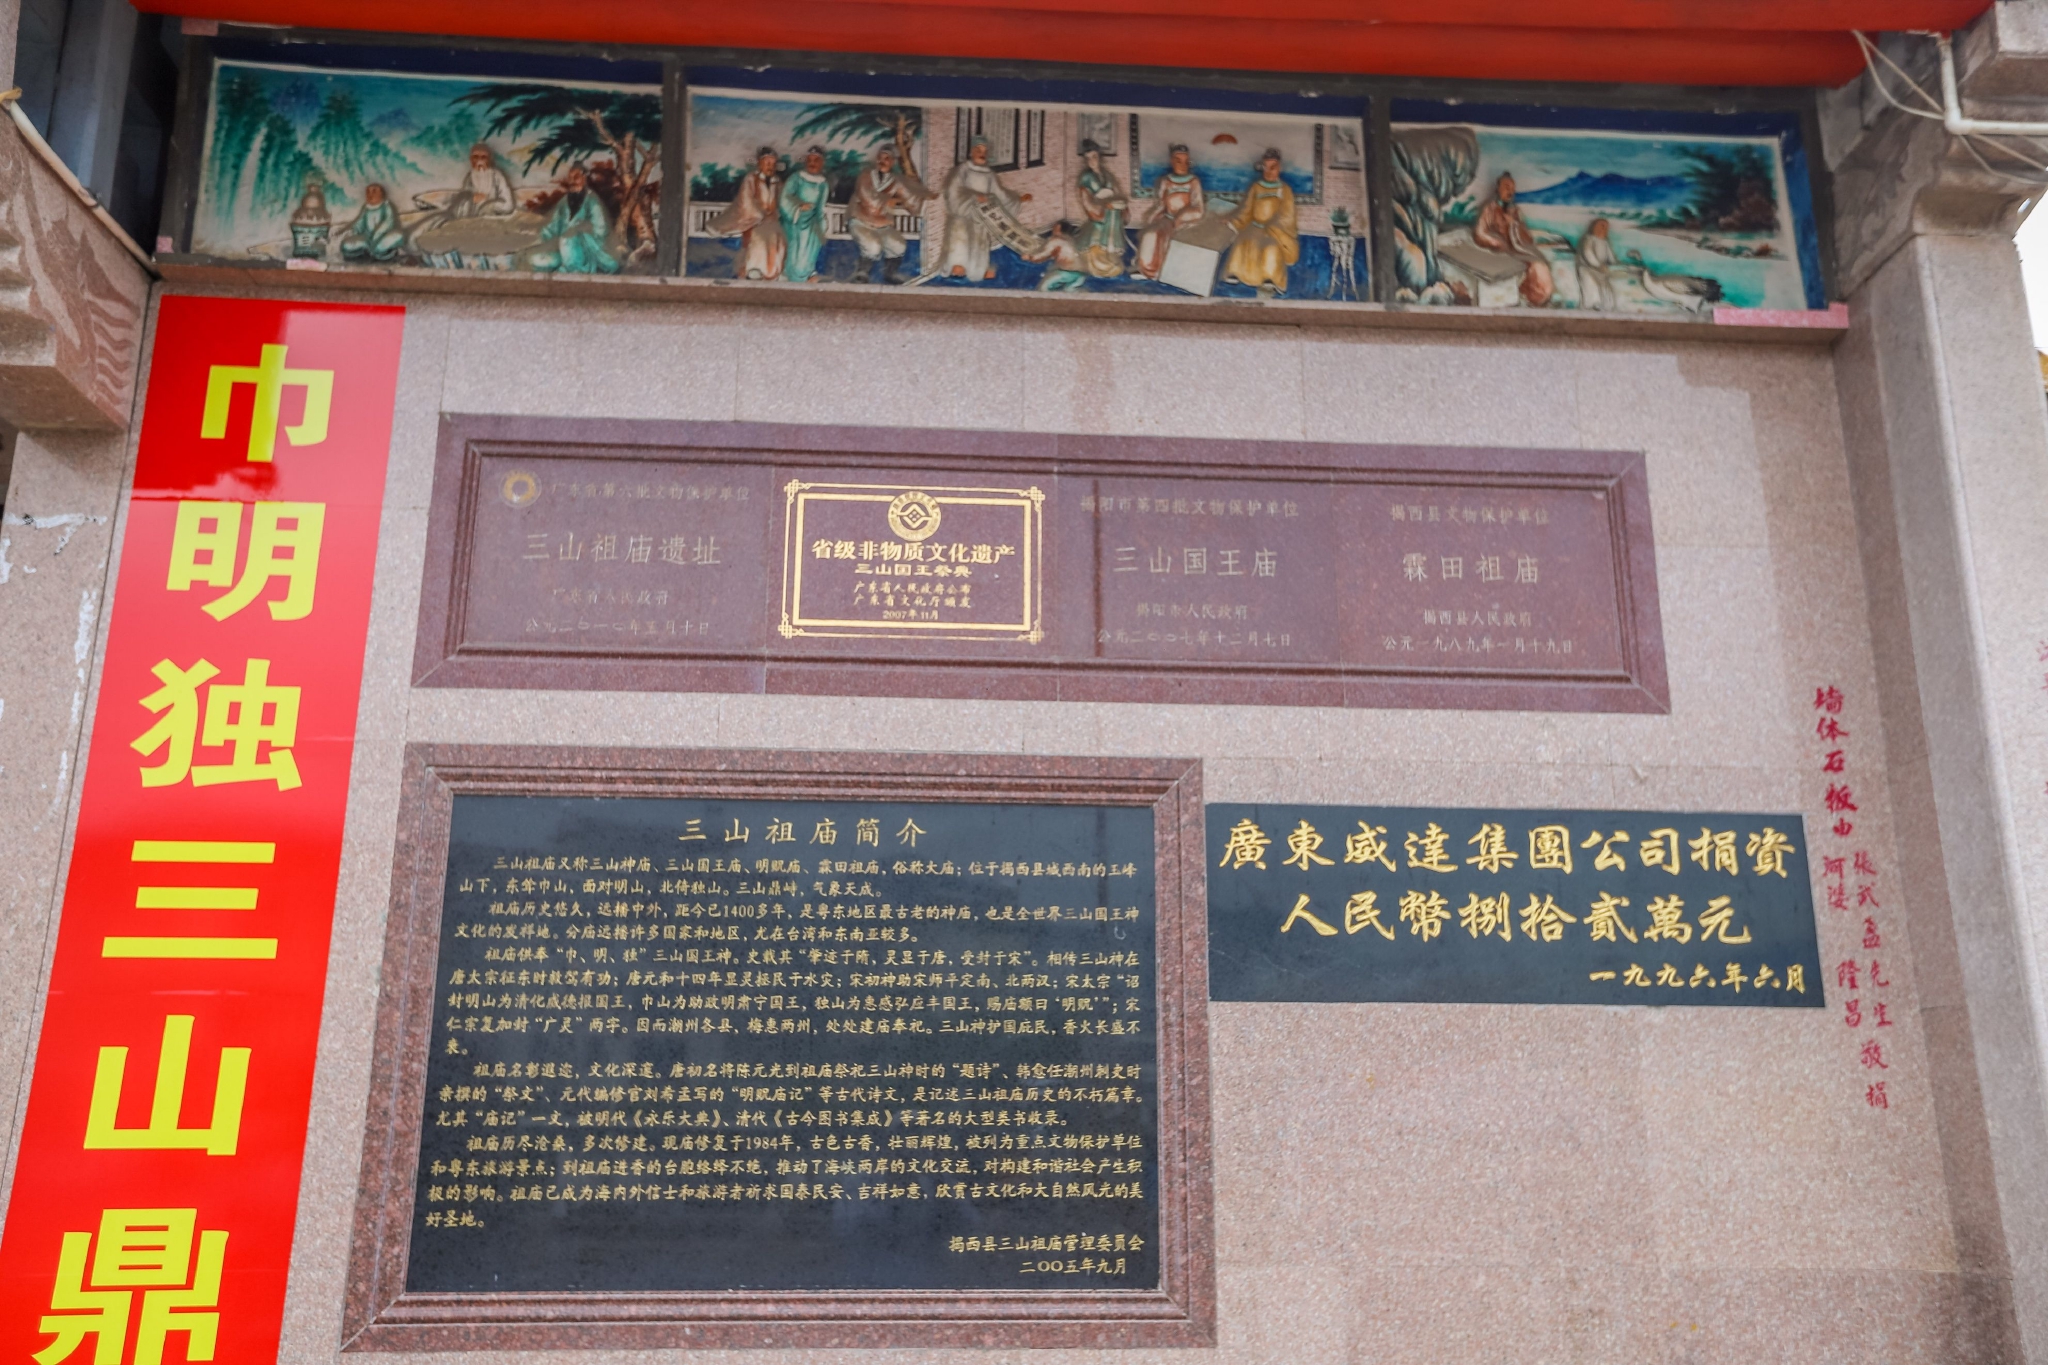 巾明独三山鼎
广东省第六批文物保护单位
三山祖庙遗址
广东省人民政府
公元二〇一〇年五月十日
省级非物质文化遗产
三山国王祭典
广东省人民政府公布
广东省文化厅颁发
2007年11月
揭阳市第四批文物保护单位
三山国王庙
揭阳市人民政府
公元二〇〇七年十二月七日
揭西县文物保护单位
霖田祖庙
揭西县人民政府
公元一九八九年一月十九日
三山祖庙简介
三山祖庙又称三山神庙、三山国王庙、明贶庙、霖田祖庙，俗称大庙；位于揭西县城西南的玉峰
山下，东耸巾山，面对明山，北倚独山。三山鼎峙，气象天成。
祖庙历史悠久，远播中外，距今已1400多年，是粤东地区最古老的神庙，也是全世界三山国王神
文化的发祥地。分庙远播许多国家和地区，尤在台湾和东南亚较多。
祖庙供奉“巾、明、独”三山国王神。史载其“肇迹于隋，灵显于唐，受封于宋”。相传三山神在
唐太宗征东时救驾有功；唐元和十四年显灵拯民于水灾；宋初神助宋师平定南、北两汉；宋太宗“诏
封明山为清化威德报国王，巾山为助政明肃宁国王，独山为惠感弘应丰国王，赐庙额曰‘明贶’”；宋
仁宗复加封“广灵”两字。因而潮州各县，梅惠两州，处处建庙奉祀。三山神护国庇民，香火长盛不
衰。
祖庙名彰遐迩，文化深邃。唐初名将陈元光到祖庙祭祀三山神时的“题诗”、韩愈任潮州刺史时
亲撰的“祭文”、元代编修官刘希孟写的“明贶庙记”等古代诗文，是记述三山祖庙历史的不朽篇章。
尤其“庙记”一文，被明代《永乐大典》、清代《古今图书集成》等著名的大型类书收录。
祖庙历尽沧桑，多次修建。现庙修复于1984年，古色古香，壮丽辉煌，被列为重点文物保护单位
和粤东旅游景点；到祖庙进香的台胞络绎不绝，推动了海峡两岸的文化交流，对构建和谐社会产生积
极的影响。祖庙已成为海内外信士和旅游者祈求国泰民安、吉祥如意，欣赏古文化和大自然风光的美
好圣地。
揭西县三山祖庙管理委员会
二〇〇五年九月
廣東威達集團公司捐资
人民幣捌拾貳萬元
一九九六年六月
墙体石板由河婆隆昌
張武孟先生敬捐